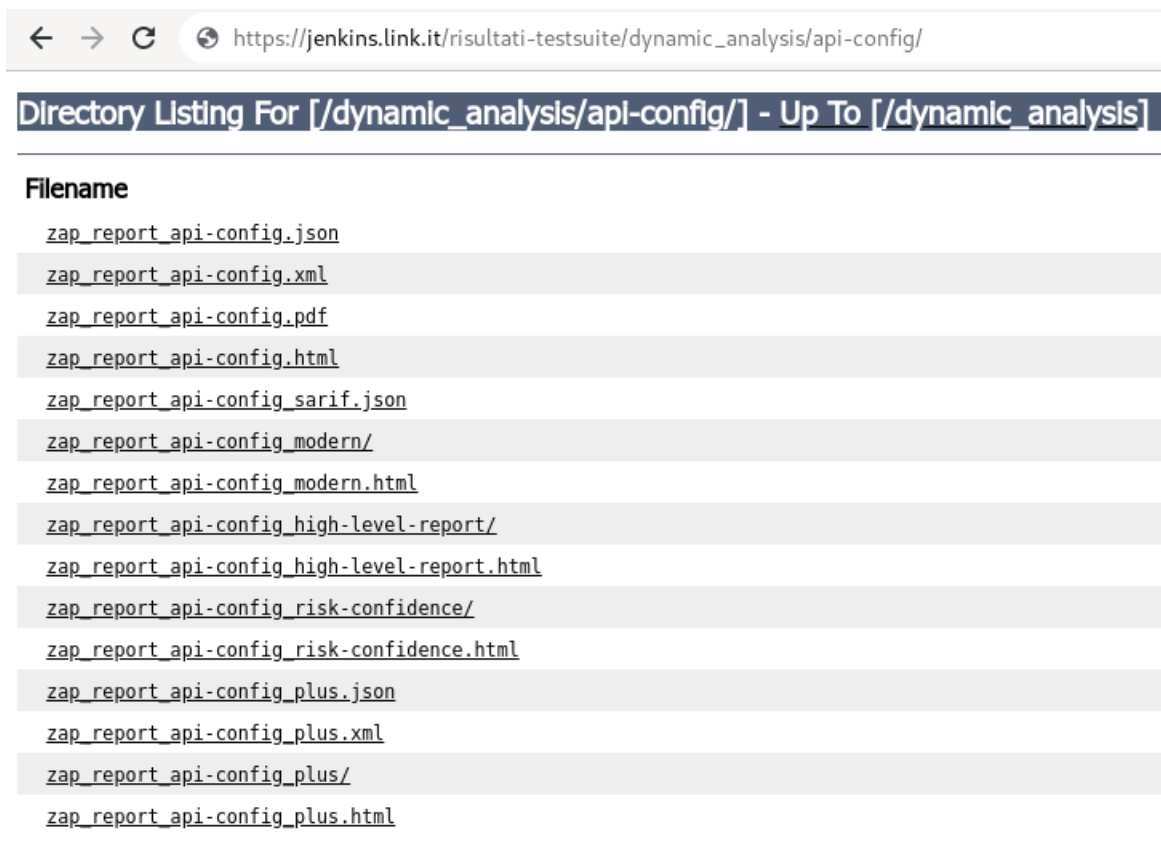 https://jenkins.link.it/risultati-testsuite/dynamic_analysis/api-config/
Directory Listing For [/dynamic_analysis/api-config/] - Up To [/dynamic_analysis]
Filename
zap_report_api-config.json
zap_report_api-config.xml
zap_report_api-config.pdf
zap_report_api-config.html
zap_report_api-config_sarif.json
zap_report_api-config_modern/
zap_report_api-config_modern.html
zap_report_api-config_high-level-report/
zap_report_api-config_high-level-report.html
zap_report_api-config_risk-confidence/
zap_report_api-config_risk-confidence.html
zap_report_api-config_plus.json
zap_report_api-config_plus.xml
zap_report_api-config_plus/
zap_report_api-config_plus.html